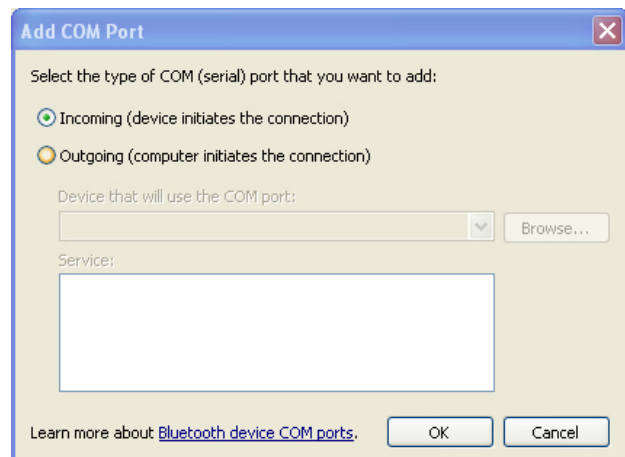 Add COM Port
Select the type of COM (serial) port that you want to add:
Incoming (device initiates the connection)
Outgoing (computer initiates the connection)
Device that will use the COM port:
Browse...
Service:
Learn more about Bluetooth device COM ports.
OK
Cancel